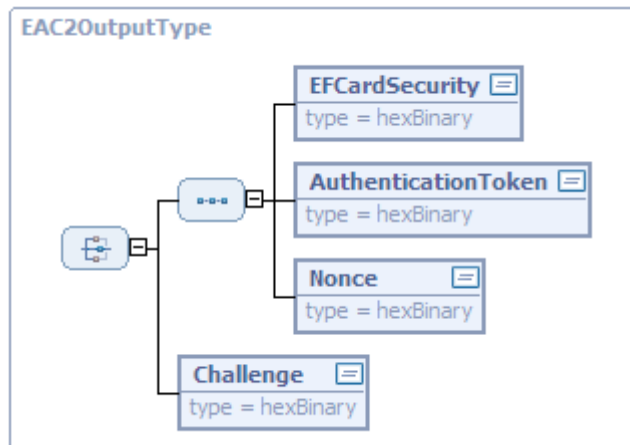 EAC2OutputType
EFCardSecurity
type = hexBinary
AuthenticationToken
type = hexBinary
Nonce
type = hexBinary
Challenge
type = hexBinary